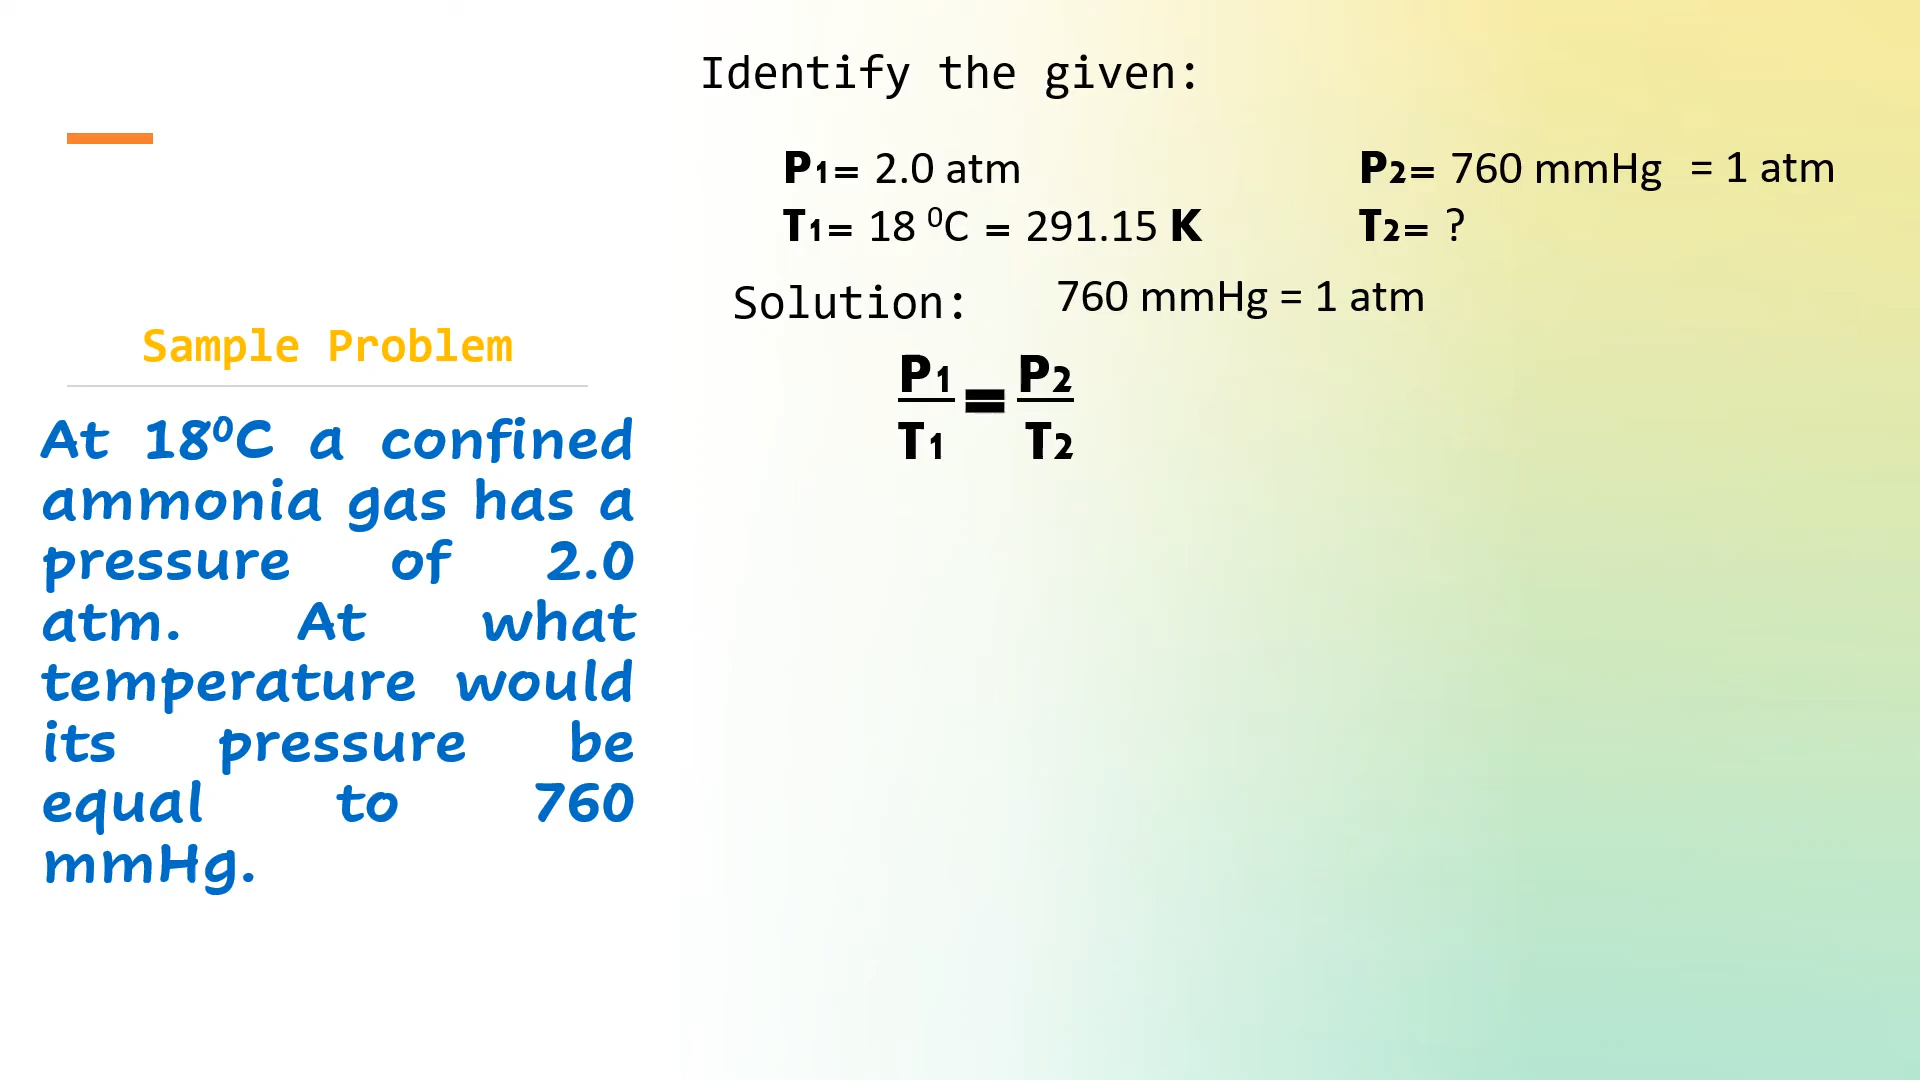 Identify the given:
P1= 2.0 atm
T1= 18 ⁰C = 291.15 K
P2= 760 mmHg = 1 atm
T2= ?
Solution: 760 mmHg = 1 atm
P1 = P2
T1 T2
Sample Problem
At 18⁰C a confined
ammonia gas has a
pressure of 2.0
atm. At what
temperature would
its pressure be
equal to 760
mmHg.